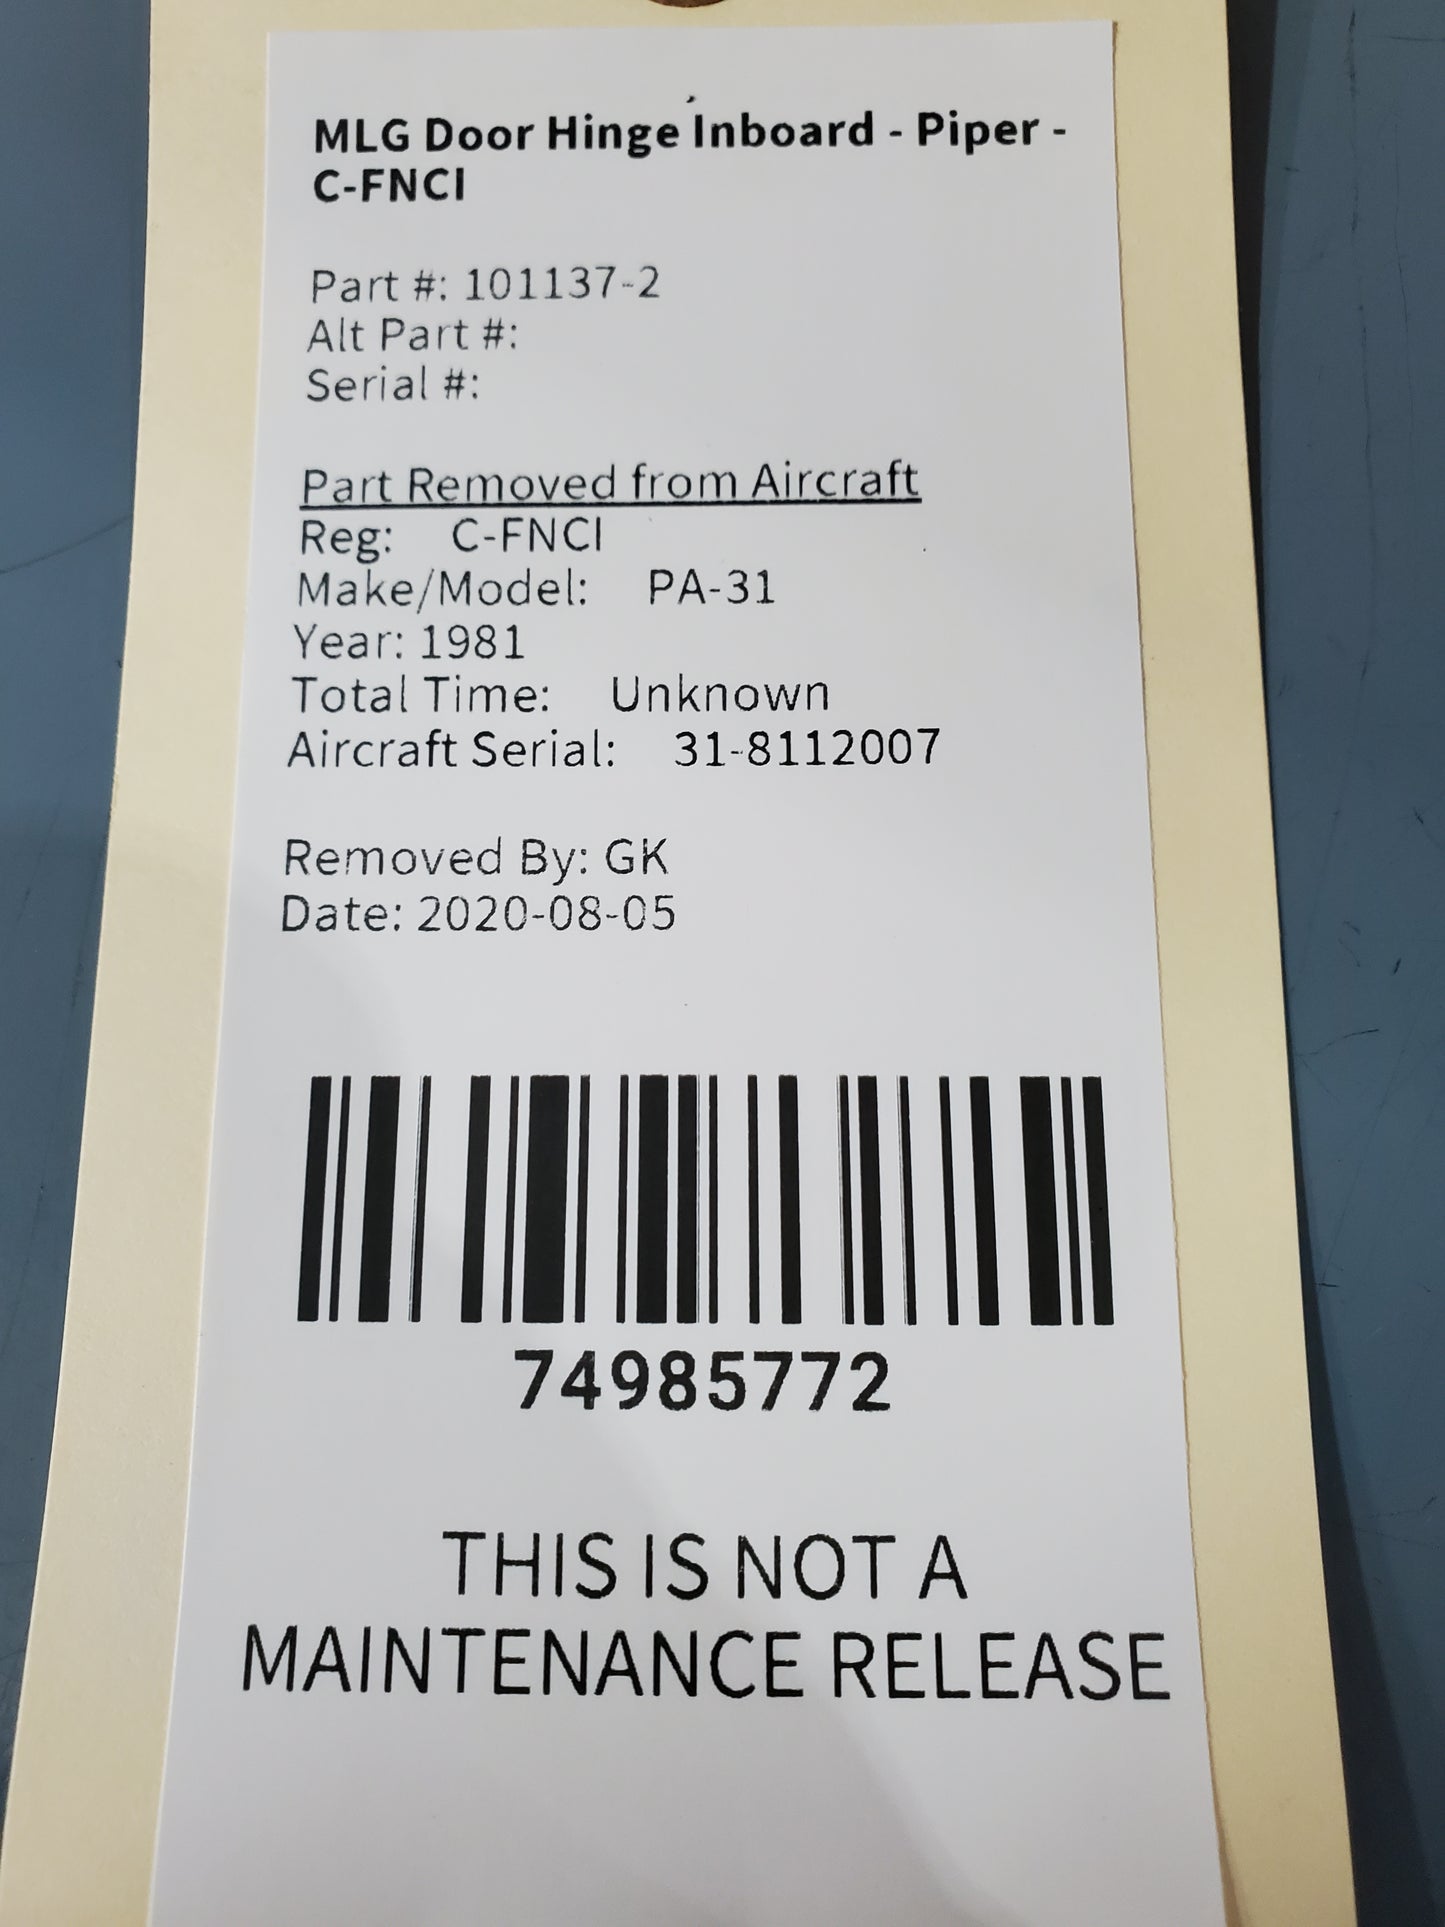 MLG Door Hinge Inboard - Piper -
C-FNCI
Part #: 101137-2
Alt Part #:
Serial #:
Part Removed from Aircraft
Reg: C-FNCI
Make/Model: PA-31
Year: 1981
Total Time: Unknown
Aircraft Serial: 31-8112007
Removed By: GK
Date: 2020-08-05
74985772
THIS IS NOT A
MAINTENANCE RELEASE